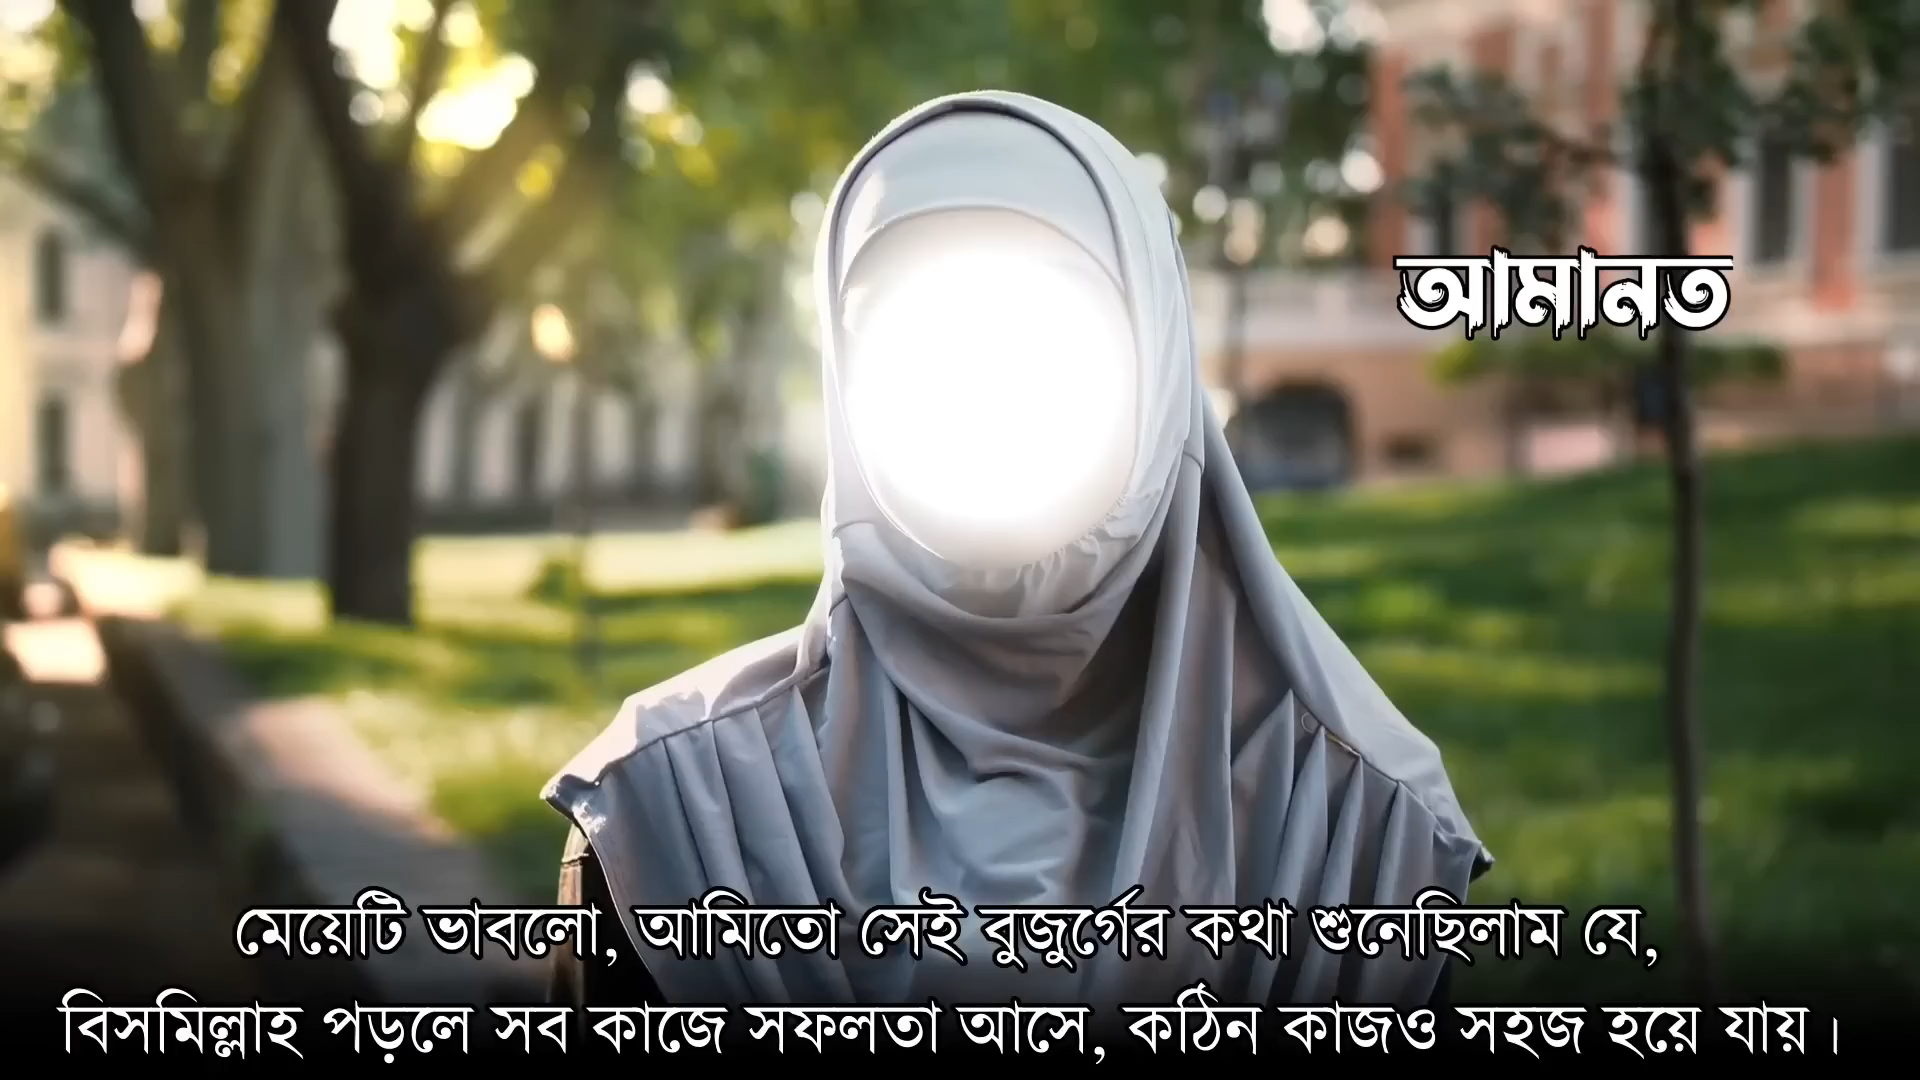 আমানত
মেয়েটি ভাবলো, আমিতো সেই বুজুর্গের কথা শুনেছিলাম যে,
বিসমিল্লাহ পড়লে সব কাজে সফলতা আসে, কঠিন কাজও সহজ হয়ে যায়।